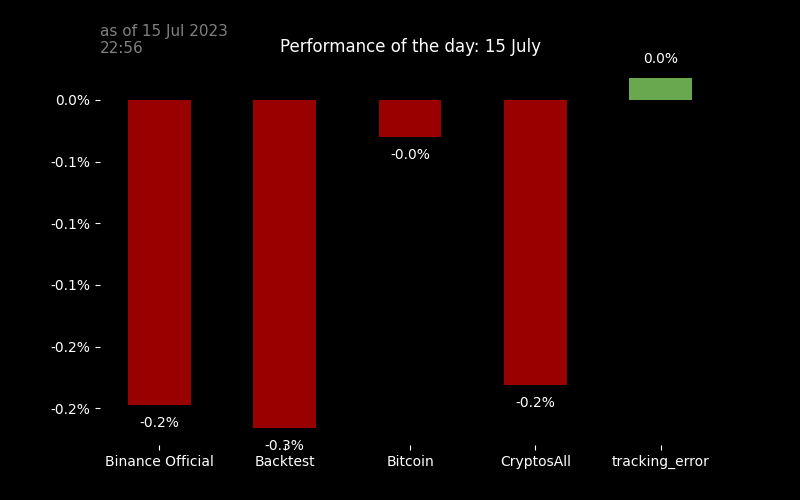 as of 15 Jul 2023
22:56
Performance of the day: 15 July
0.0%
0.0%
-0.1%
-0.0%
-0.1%
-0.1%
-0.2%
-0.2%
-0.2%
-0.2%
-0.3%
Binance Official
Backtest
Bitcoin
CryptosAll
tracking_error